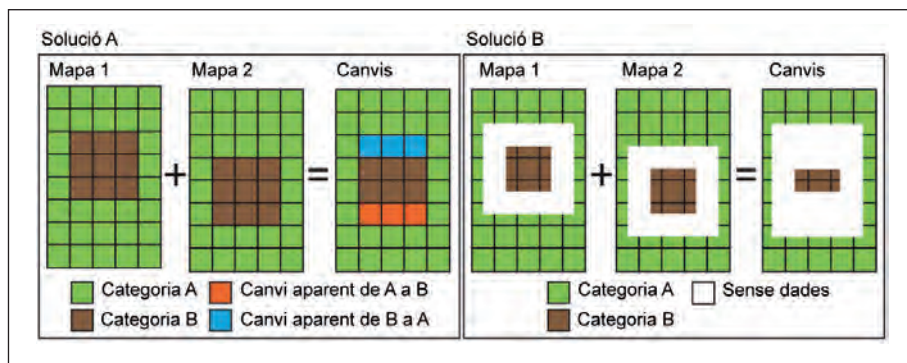 Solució A
Mapa 1
Mapa 2
Canvis
+
=
Categoria A
Canvi aparent de A a B
Categoria B
Canvi aparent de B a A
Solució B
Mapa 1
Mapa 2
Canvis
+
=
Categoria A
Sense dades
Categoria B